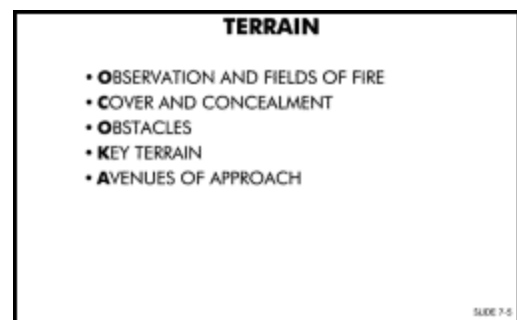 TERRAIN
• OBSERVATION AND FIELDS OF FIRE
• COVER AND CONCEALMENT
• OBSTACLES
• KEY TERRAIN
• AVENUES OF APPROACH
SLIDE 7-5